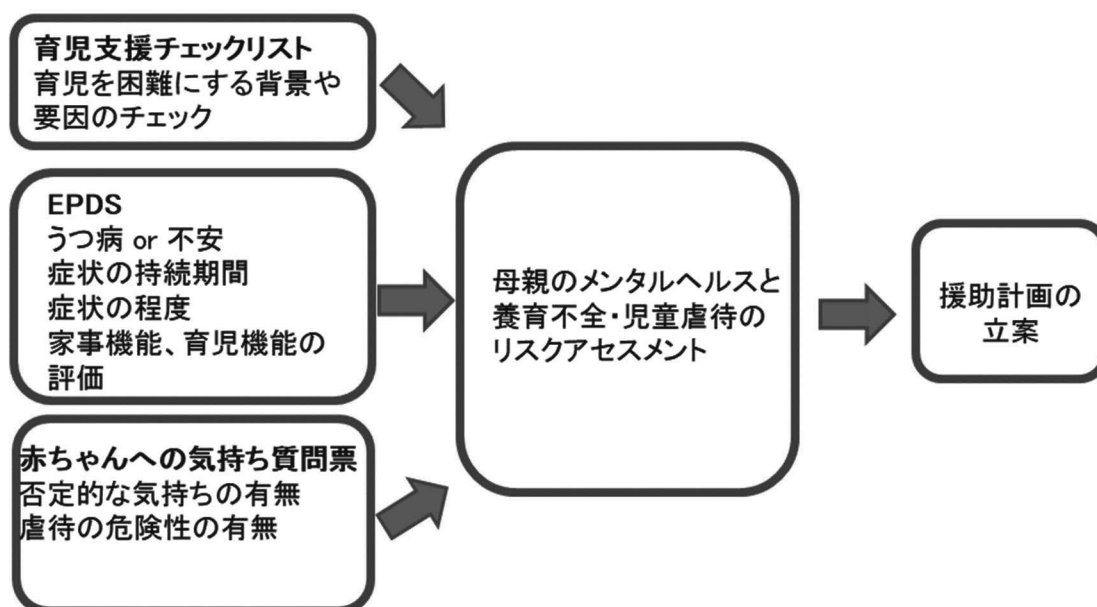 育児支援チェックリスト
育児を困難にする背景や
要因のチェック
EPDS
うつ病 or 不安
症状の持続期間
症状の程度
家事機能、育児機能の
評価
赤ちゃんへの気持ち質問票
否定的な気持ちの有無
虐待の危険性の有無
母親のメンタルヘルスと
養育不全・児童虐待の
リスクアセスメント
援助計画の
立案